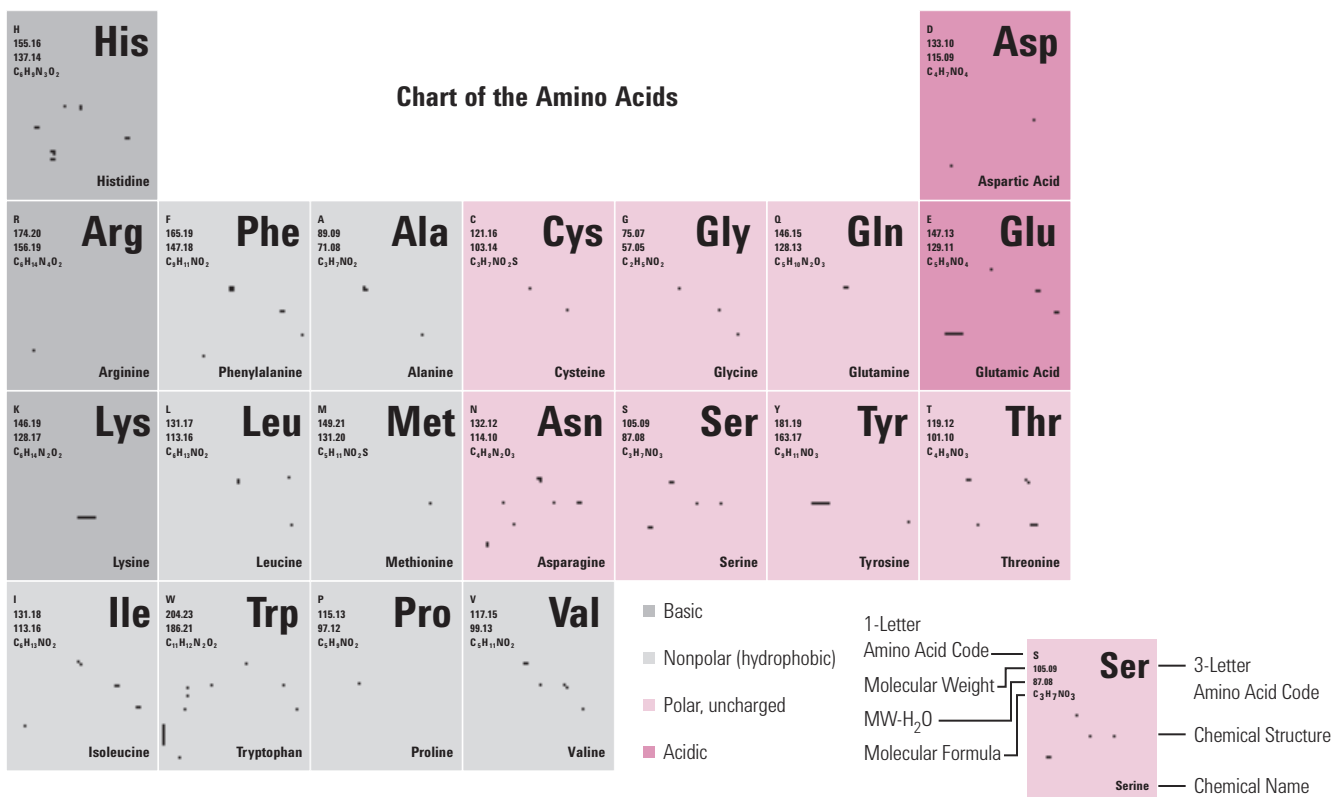 Chart of the Amino Acids
H
155.16
137.14
C6H9N3O2
His
Histidine
D
133.10
115.09
C4H7NO4
Asp
Aspartic Acid
R
174.20
156.19
C6H14N4O2
Arg
Arginine
F
165.19
147.18
C9H11NO2
Phe
Phenylalanine
A
89.09
71.08
C3H7NO2
Ala
Alanine
C
121.16
103.14
C3H7NO2S
Cys
Cysteine
G
75.07
57.05
C2H5NO2
Gly
Glycine
Q
146.15
128.13
C5H10N2O3
Gln
Glutamine
E
147.13
129.11
C5H9NO4
Glu
Glutamic Acid
K
146.19
128.17
C6H14N2O2
Lys
Lysine
L
131.17
113.16
C6H13NO2
Leu
Leucine
M
149.21
131.20
C5H11NO2S
Met
Methionine
N
132.12
114.10
C4H8N2O3
Asn
Asparagine
S
105.09
87.08
C3H7NO3
Ser
Serine
Y
181.19
163.17
C9H11NO3
Tyr
Tyrosine
T
119.12
101.10
C4H9NO3
Thr
Threonine
I
131.18
113.16
C6H13NO2
Ile
Isoleucine
W
204.23
186.21
C11H12N2O2
Trp
Tryptophan
P
115.13
97.12
C5H9NO2
Pro
Proline
V
117.15
99.13
C5H11NO2
Val
Valine
Basic
Nonpolar (hydrophobic)
Polar, uncharged
Acidic
1-Letter
Amino Acid Code
Molecular Weight
MW-H2O
Molecular Formula
S
105.09
87.08
C3H7NO3
Ser
Serine
3-Letter
Amino Acid Code
Chemical Structure
Chemical Name